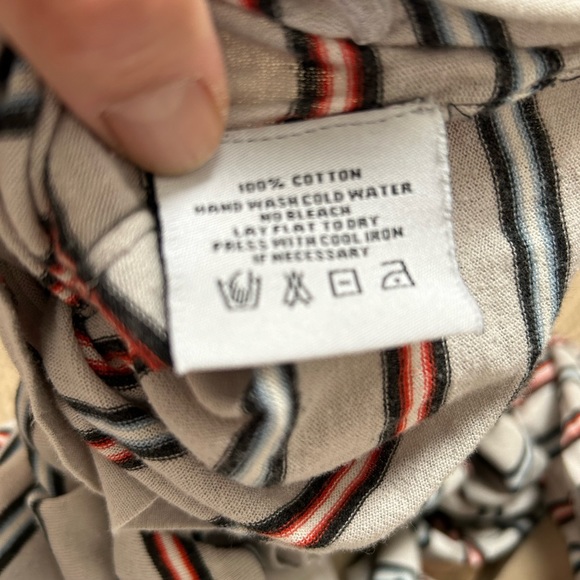 100% COTTON
HAND WASH COLD WATER
NO BLEACH
LAY FLAT TO DRY
PRESS WITH COOL IRON
IF NECESSARY